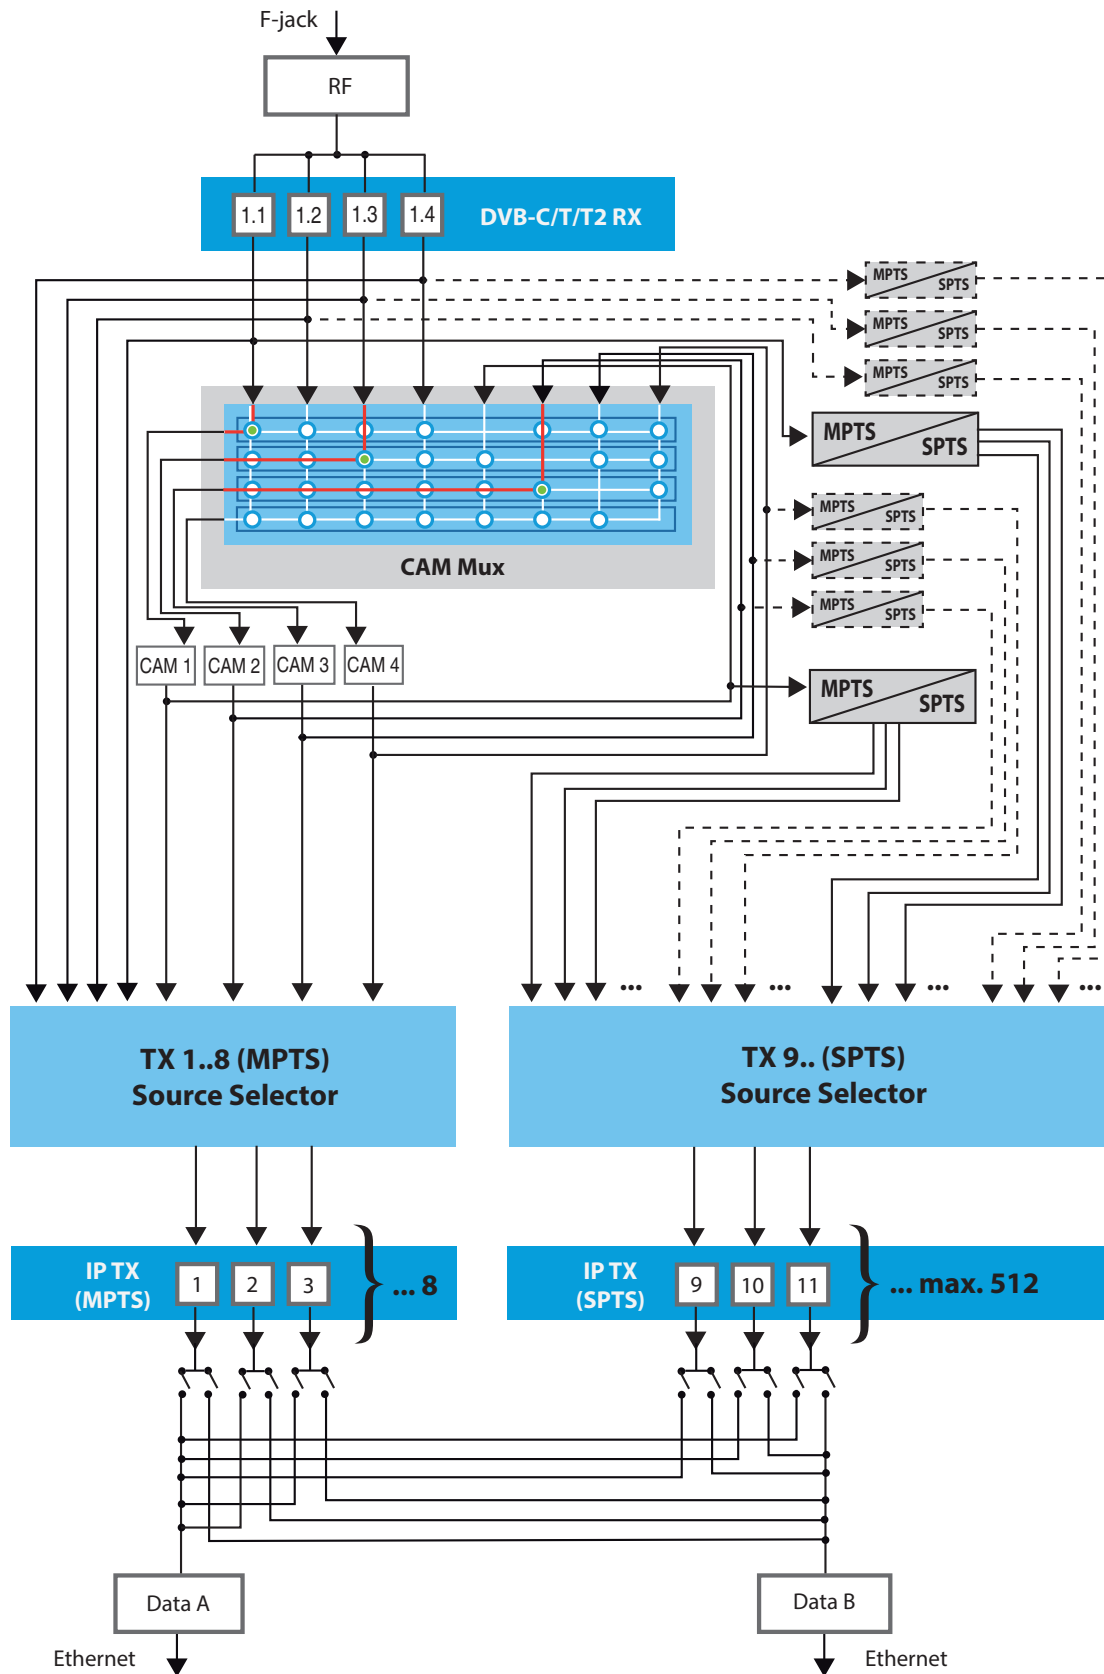 F-jack
RF
1.1
1.2
1.3
1.4
DVB-C/T/T2 RX
MPTS
SPTS
MPTS
SPTS
MPTS
SPTS
MPTS
SPTS
MPTS
SPTS
MPTS
SPTS
MPTS
SPTS
CAM Mux
CAM 1
CAM 2
CAM 3
CAM 4
MPTS
SPTS
...
...
...
...
TX 1..8 (MPTS)
Source Selector
TX 9.. (SPTS)
Source Selector
IP TX
(MPTS)
1
2
3
... 8
IP TX
(SPTS)
9
10
11
... max. 512
Data A
Data B
Ethernet
Ethernet